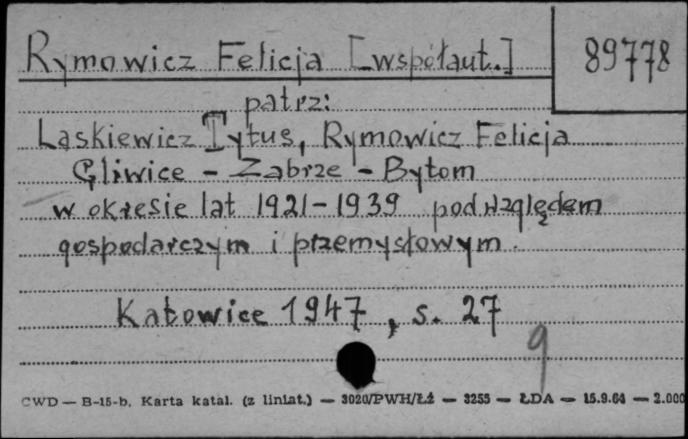 Rymowicz Felicja [współaut.]
89778
patrz:
Laskiewicz Tytus, Rymowicz Felicja
Gliwice - Zabrze - Bytom
w okresie lat 1921-1939 pod względem
gospodarczym i przemysłowym.
Katowice 1947, s. 27
9
CWD — B-15-b. Karta katal. (z liniat.) — 3020/PWH/Łż — 3255 — ŁDA — 15.9.64 — 2.000